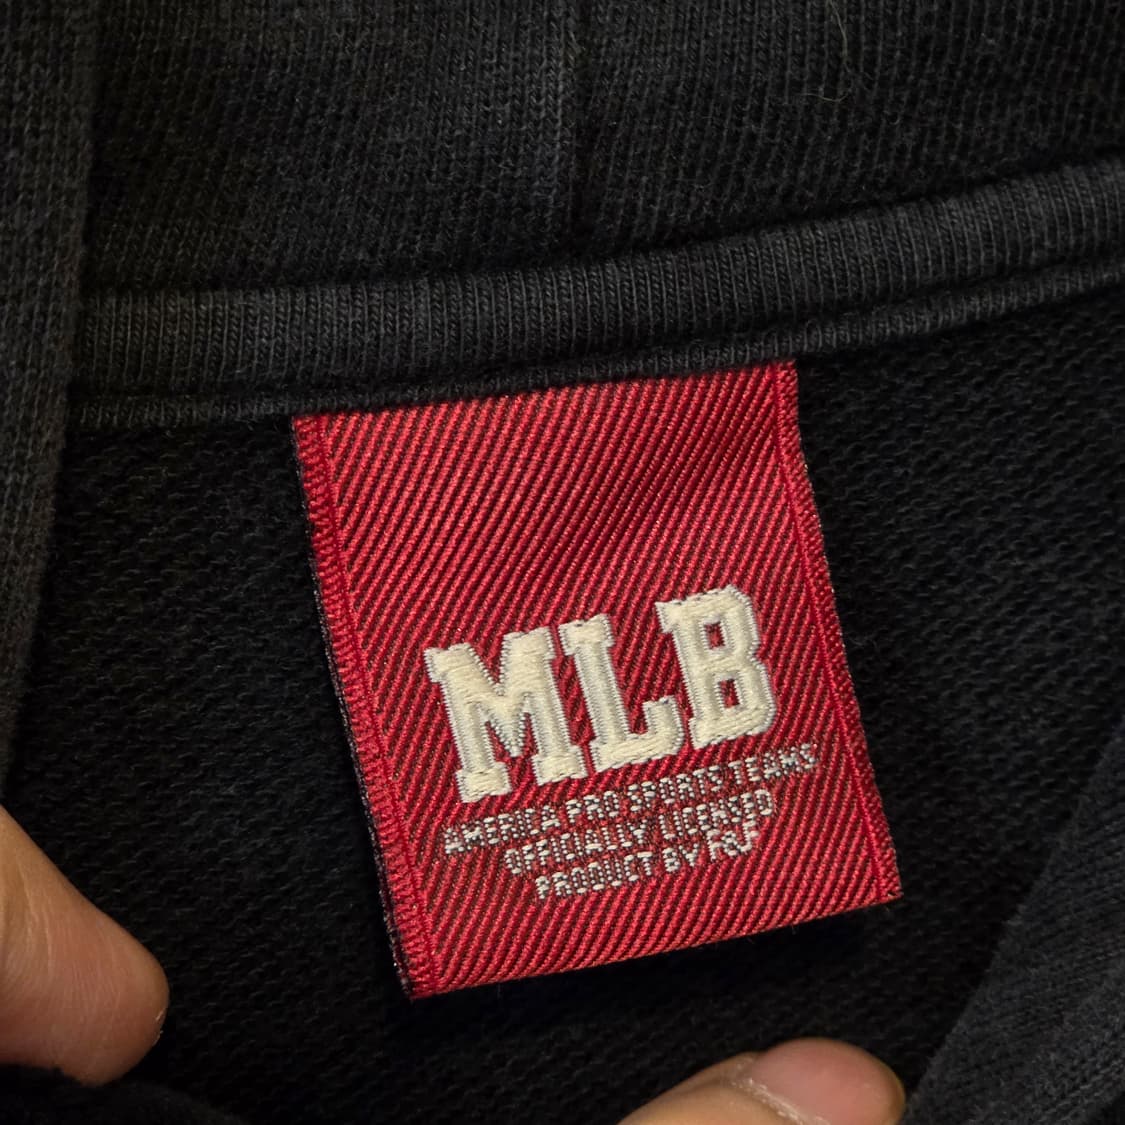 MLB
AMERICA PRO SPORTS TEAMS
OFFICIALLY LICENSED
PRODUCT BY F&F